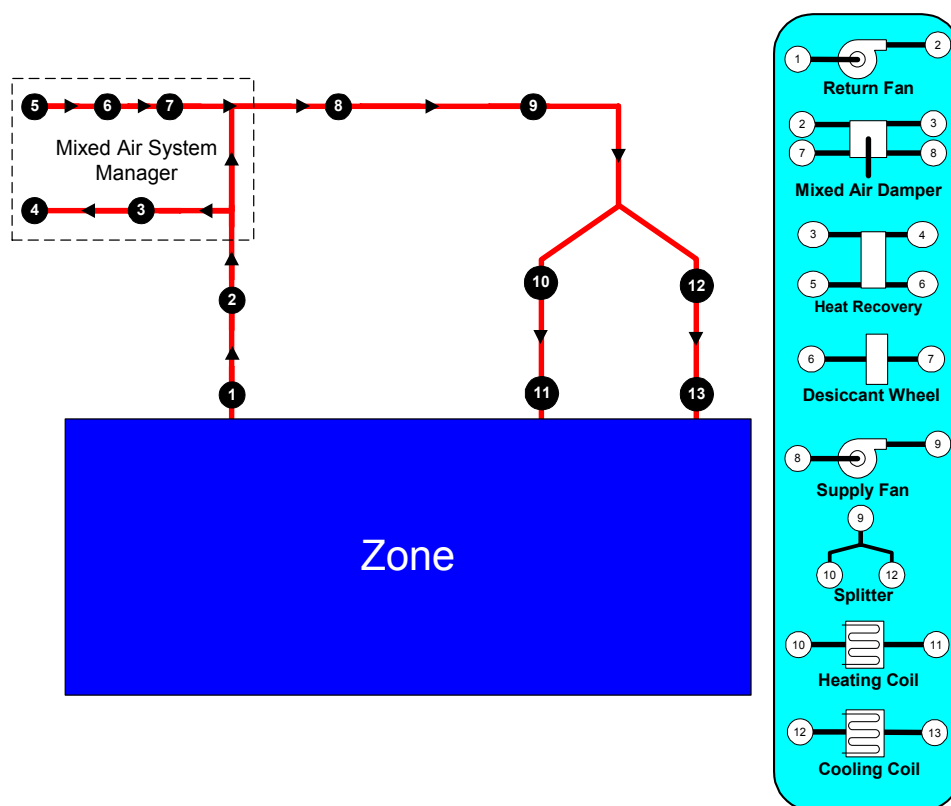 5 6 7 8 9
Mixed Air System
Manager
4 3
2
10 12
1 11 13
Zone
1 2
Return Fan
2 3
7 8
Mixed Air Damper
3 4
5 6
Heat Recovery
6 7
Desiccant Wheel
8 9
Supply Fan
9
10 12
Splitter
10 11
Heating Coil
12 13
Cooling Coil